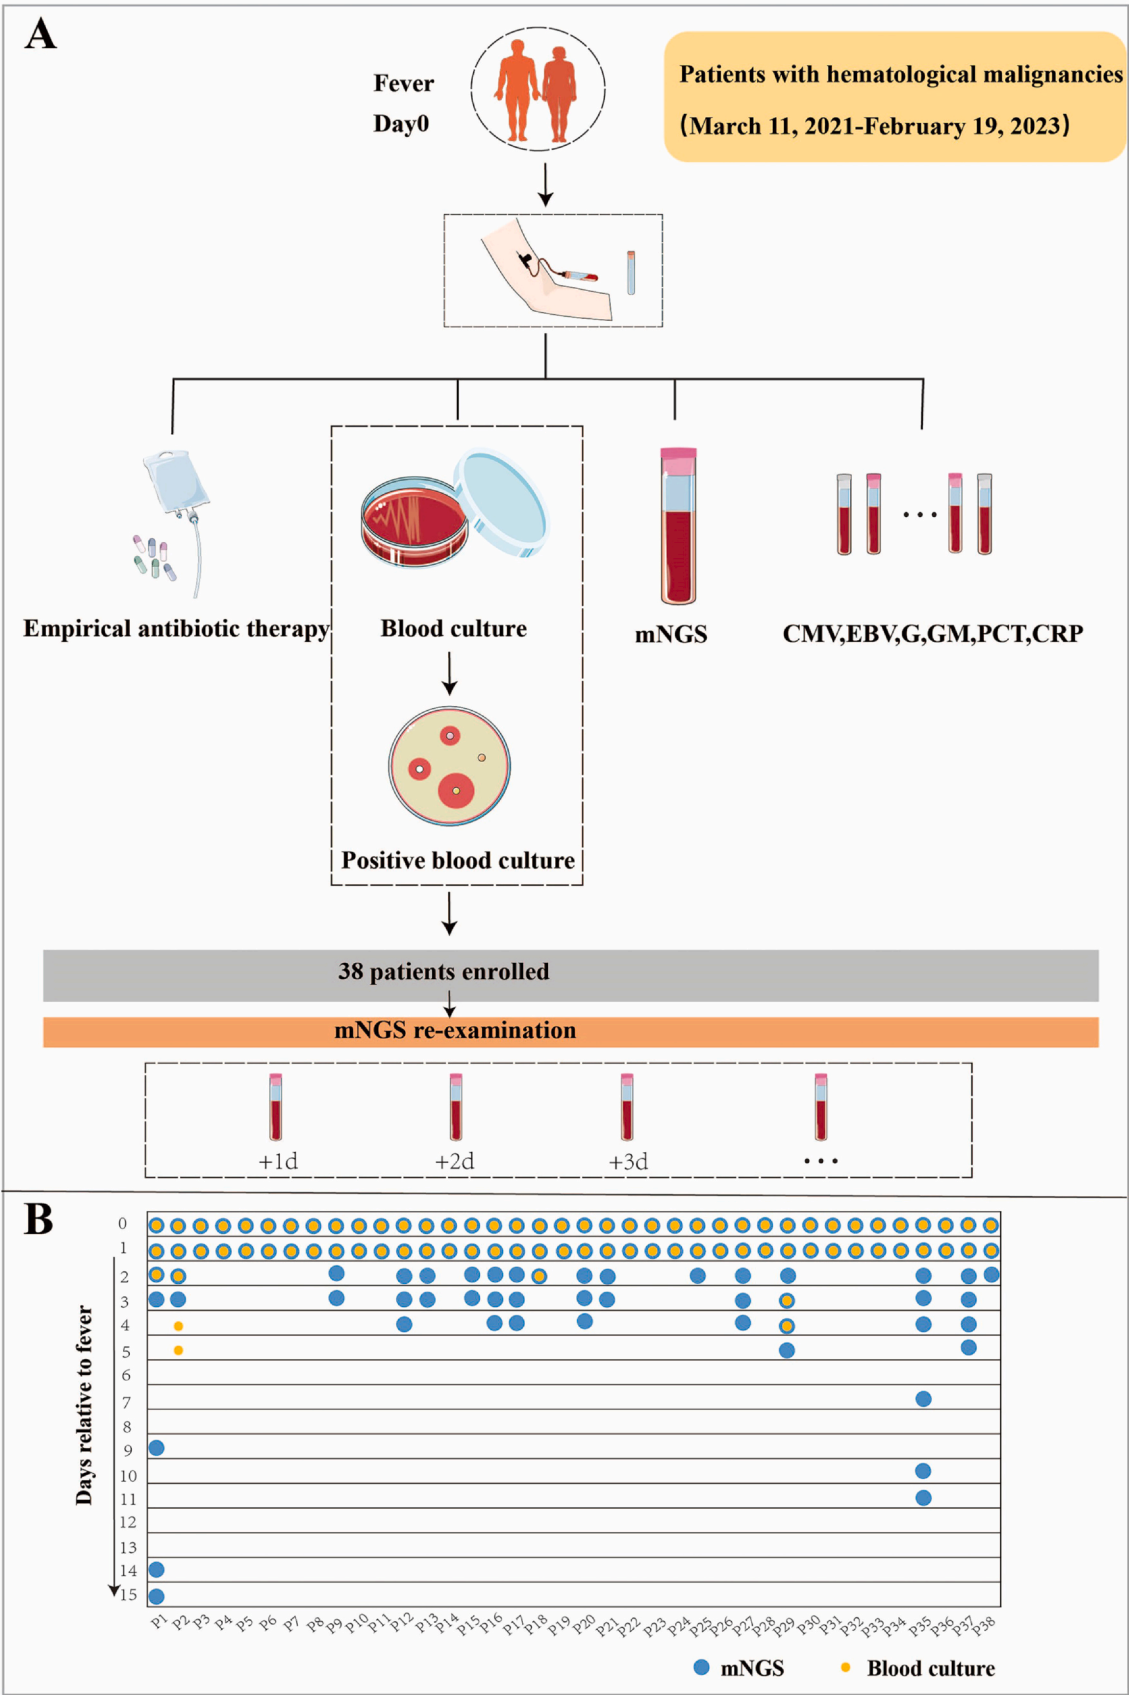 A
Fever
Day0
Patients with hematological malignancies
(March 11, 2021-February 19, 2023)
Empirical antibiotic therapy
Blood culture
mNGS
CMV,EBV,G,GM,PCT,CRP
Positive blood culture
38 patients enrolled
mNGS re-examination
+1d
+2d
+3d
...
B
Days relative to fever
0
1
2
3
4
5
6
7
8
9
10
11
12
13
14
15
P1 P2 P3 P4 P5 P6 P7 P8 P9 P10 P11 P12 P13 P14 P15 P16 P17 P18 P19 P20 P21 P22 P23 P24 P25 P26 P27 P28 P29 P30 P31 P32 P33 P34 P35 P36 P37 P38
mNGS
Blood culture